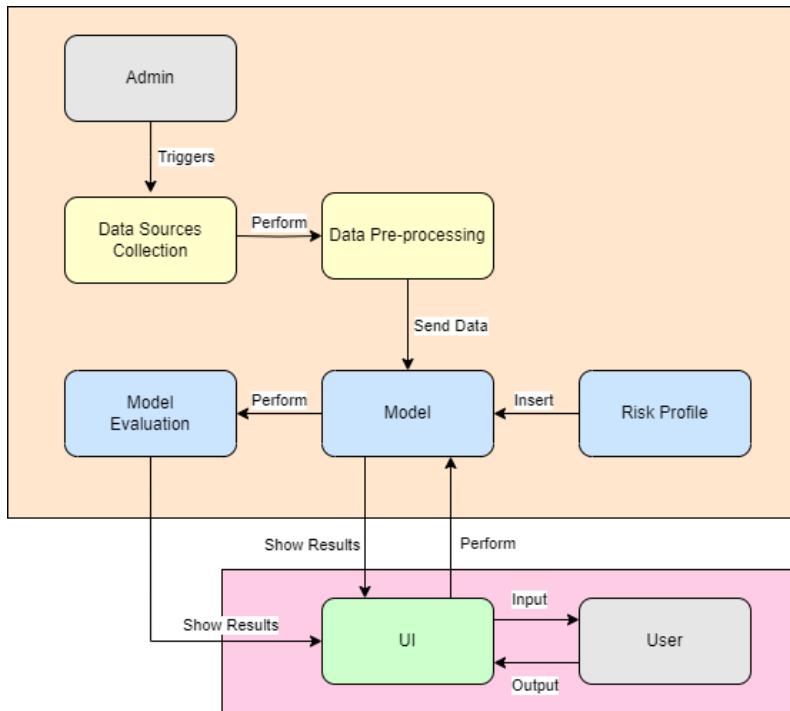 Admin
Triggers
Data Sources
Collection
Perform
Data Pre-processing
Send Data
Model
Evaluation
Perform
Model
Insert
Risk Profile
Show Results
Perform
Show Results
UI
Input
User
Output